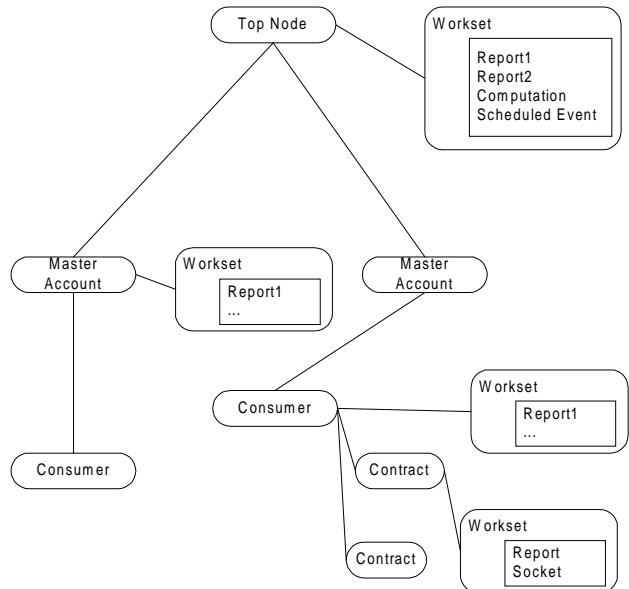 Top Node
Workset
Report1
Report2
Computation
Scheduled Event
Master
Account
Workset
Report1
...
Master
Account
Consumer
Workset
Report1
...
Consumer
Contract
Workset
Report
Socket
Contract